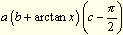 a(b + arctan x)(c - π/2)